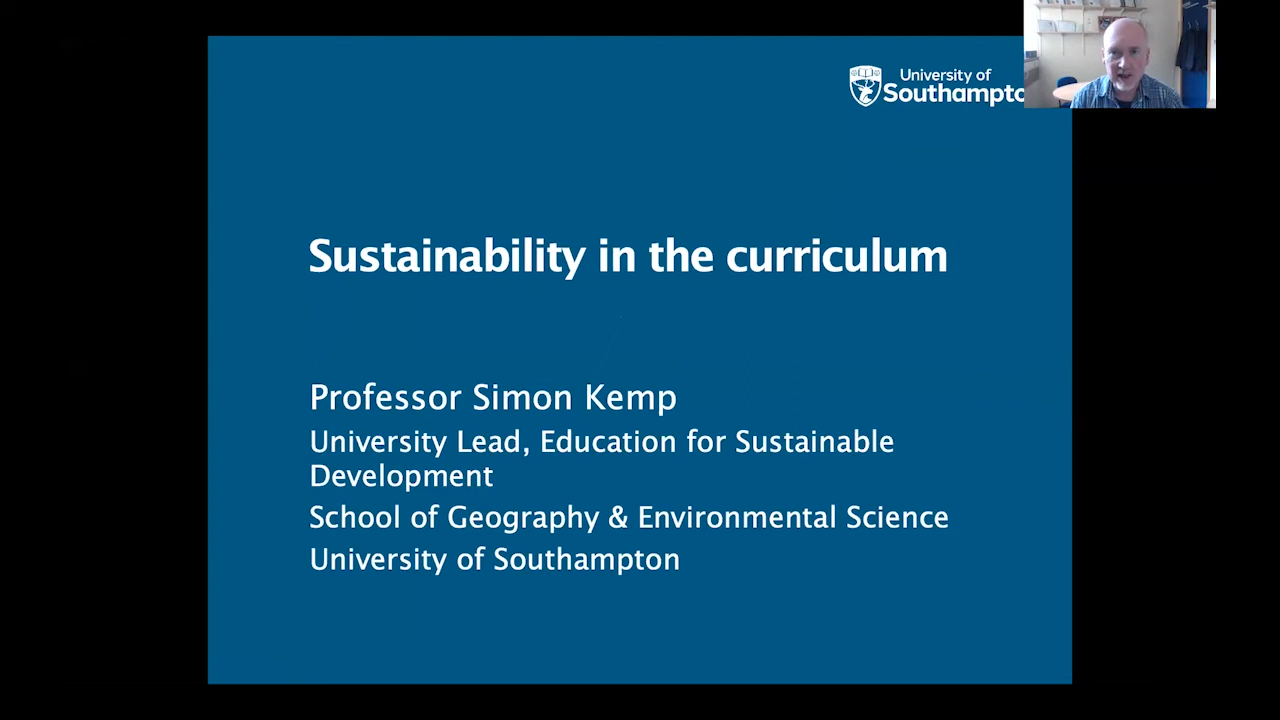 University of
Southampto
Sustainability in the curriculum
Professor Simon Kemp
University Lead, Education for Sustainable
Development
School of Geography & Environmental Science
University of Southampton